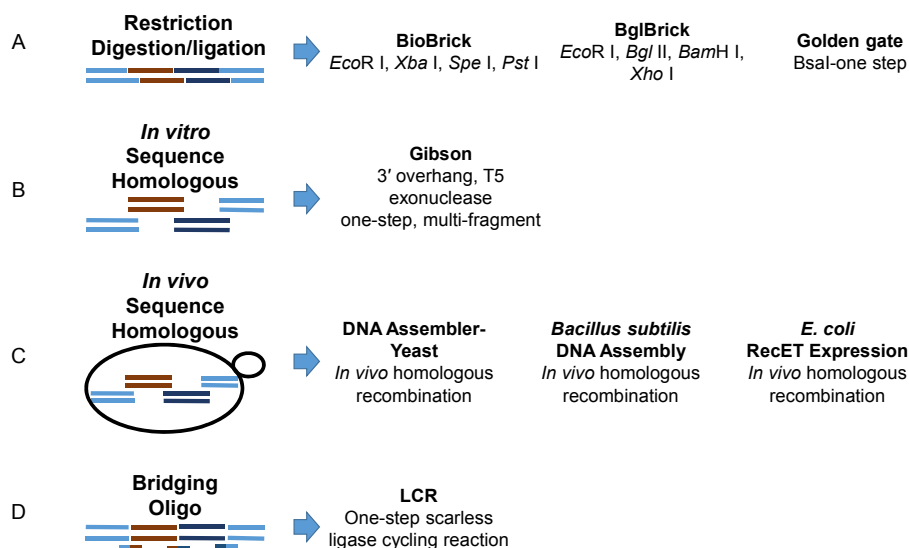 A
Restriction
Digestion/ligation
BioBrick
EcoR I, Xba I, Spe I, Pst I
BglBrick
EcoR I, Bgl II, BamH I,
Xho I
Golden gate
BsaI-one step
B
In vitro
Sequence
Homologous
Gibson
3′ overhang, T5
exonuclease
one-step, multi-fragment
C
In vivo
Sequence
Homologous
DNA Assembler-
Yeast
In vivo homologous
recombination
Bacillus subtilis
DNA Assembly
In vivo homologous
recombination
E. coli
RecET Expression
In vivo homologous
recombination
D
Bridging
Oligo
LCR
One-step scarless
ligase cycling reaction